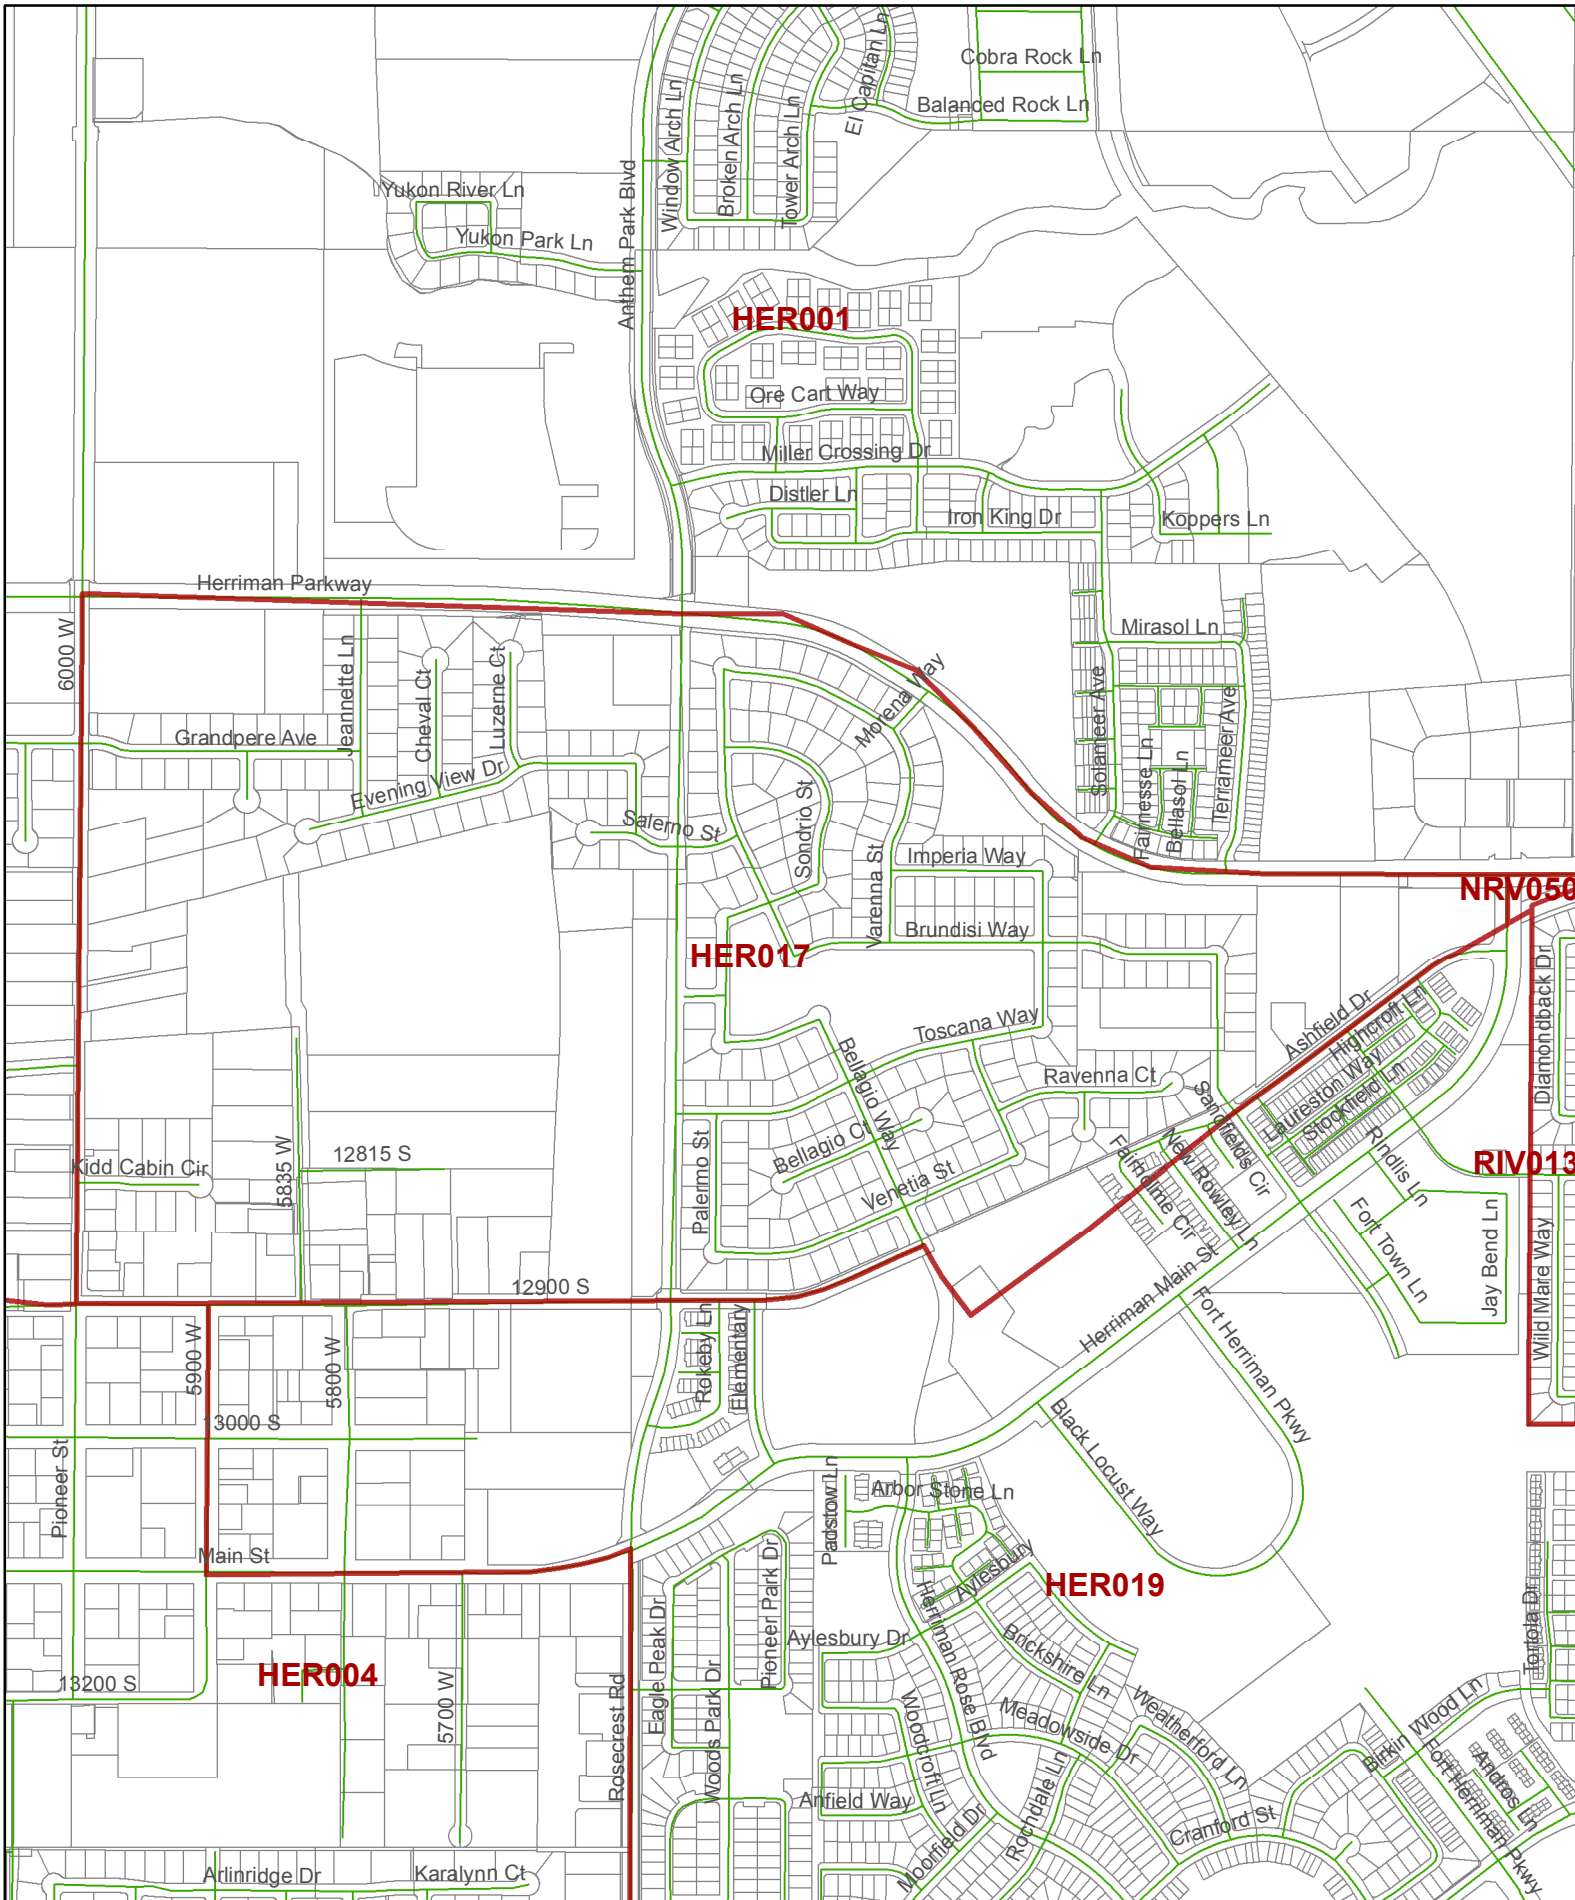 Cobra Rock Ln
El Capitan Ln
Balanced Rock Ln
Window Arch Ln
Broken Arch Ln
Tower Arch Ln
Yukon River Ln
Yukon Park Ln
Anthem Park Blvd
HER001
Ore Cart Way
Miller Crossing Dr
Distler Ln
Iron King Dr
Koppers Ln
Herriman Parkway
6000 W
Jeannette Ln
Cheval Ct
Luzerne Ct
Grandpere Ave
Evening View Dr
Morena Way
Mirasol Ln
Solameer Ave
Fairnesse Ln
Bellasol Ln
Terrameer Ave
Salerno St
Sondrio St
Varenna St
Imperia Way
Brundisi Way
NRV050
HER017
Diamondback Dr
Toscana Way
Bellagio Way
Ravenna Ct
Ashfield Dr
Highcroft Ln
Laureston Way
Stockfield Ln
Sandfields Cir
Rindlis Ln
RIV013
Kidd Cabin Cir
5835 W
12815 S
Palermo St
Bellagio Ct
Venetia St
Fairholme Cir
New Rowley Ln
Fort Town Ln
Jay Bend Ln
Wild Mare Way
12900 S
Herriman Main St
Fort Herriman Pkwy
5900 W
5800 W
Rokeby Ln
Elementary
13000 S
Pioneer St
Black Locust Way
Padstow Ln
Arbor Stone Ln
Main St
Aylesbury
HER019
Eagle Peak Dr
Pioneer Park Dr
Aylesbury Dr
Herriman Rose Blvd
Brickshire Ln
Tortola Dr
HER004
13200 S
5700 W
Rosecrest Rd
Woods Park Dr
Woodcroft Ln
Meadowside Dr
Weatherford Ln
Birkin Wood Ln
Fort Herriman Pkwy
Andros Ln
Anfield Way
Rochdale Ln
Cranford St
Moorfield Dr
Arlinridge Dr
Karalynn Ct